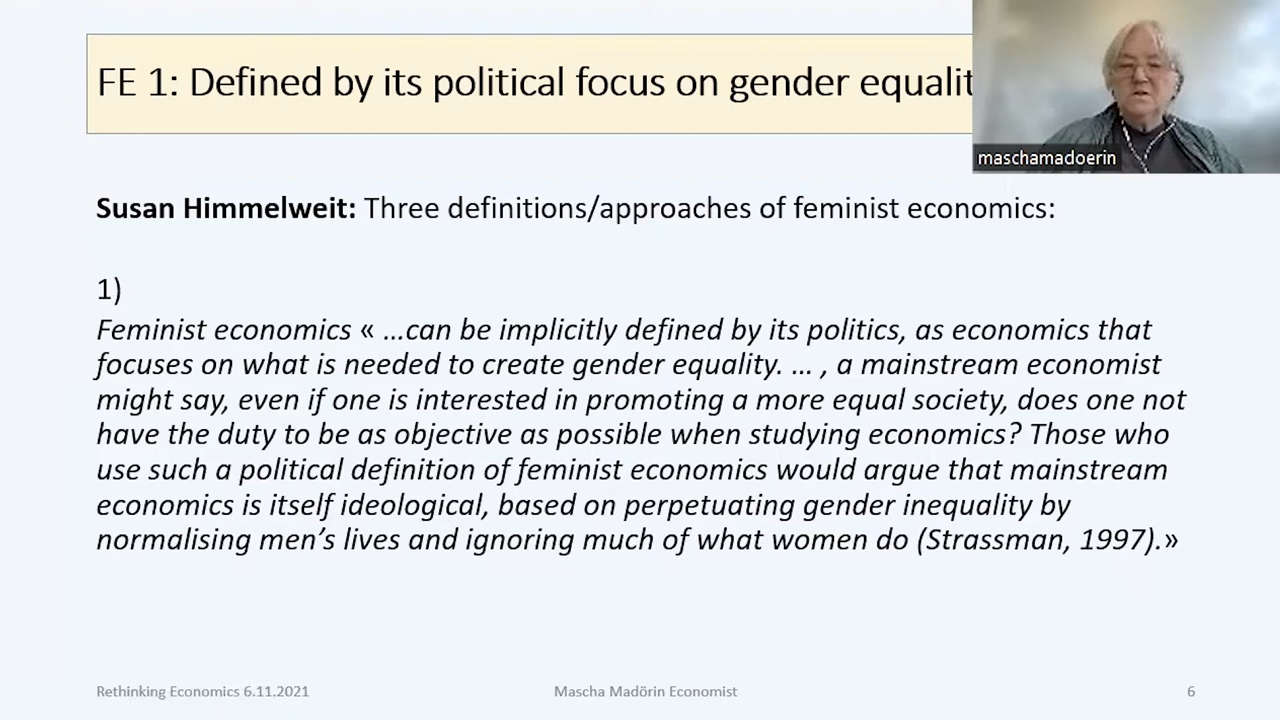 FE 1: Defined by its political focus on gender equalit
maschamadoerin
Susan Himmelweit: Three definitions/approaches of feminist economics:
1)
Feminist economics « …can be implicitly defined by its politics, as economics that
focuses on what is needed to create gender equality. … , a mainstream economist
might say, even if one is interested in promoting a more equal society, does one not
have the duty to be as objective as possible when studying economics? Those who
use such a political definition of feminist economics would argue that mainstream
economics is itself ideological, based on perpetuating gender inequality by
normalising men’s lives and ignoring much of what women do (Strassman, 1997).»
Rethinking Economics 6.11.2021
Mascha Madörin Economist
6